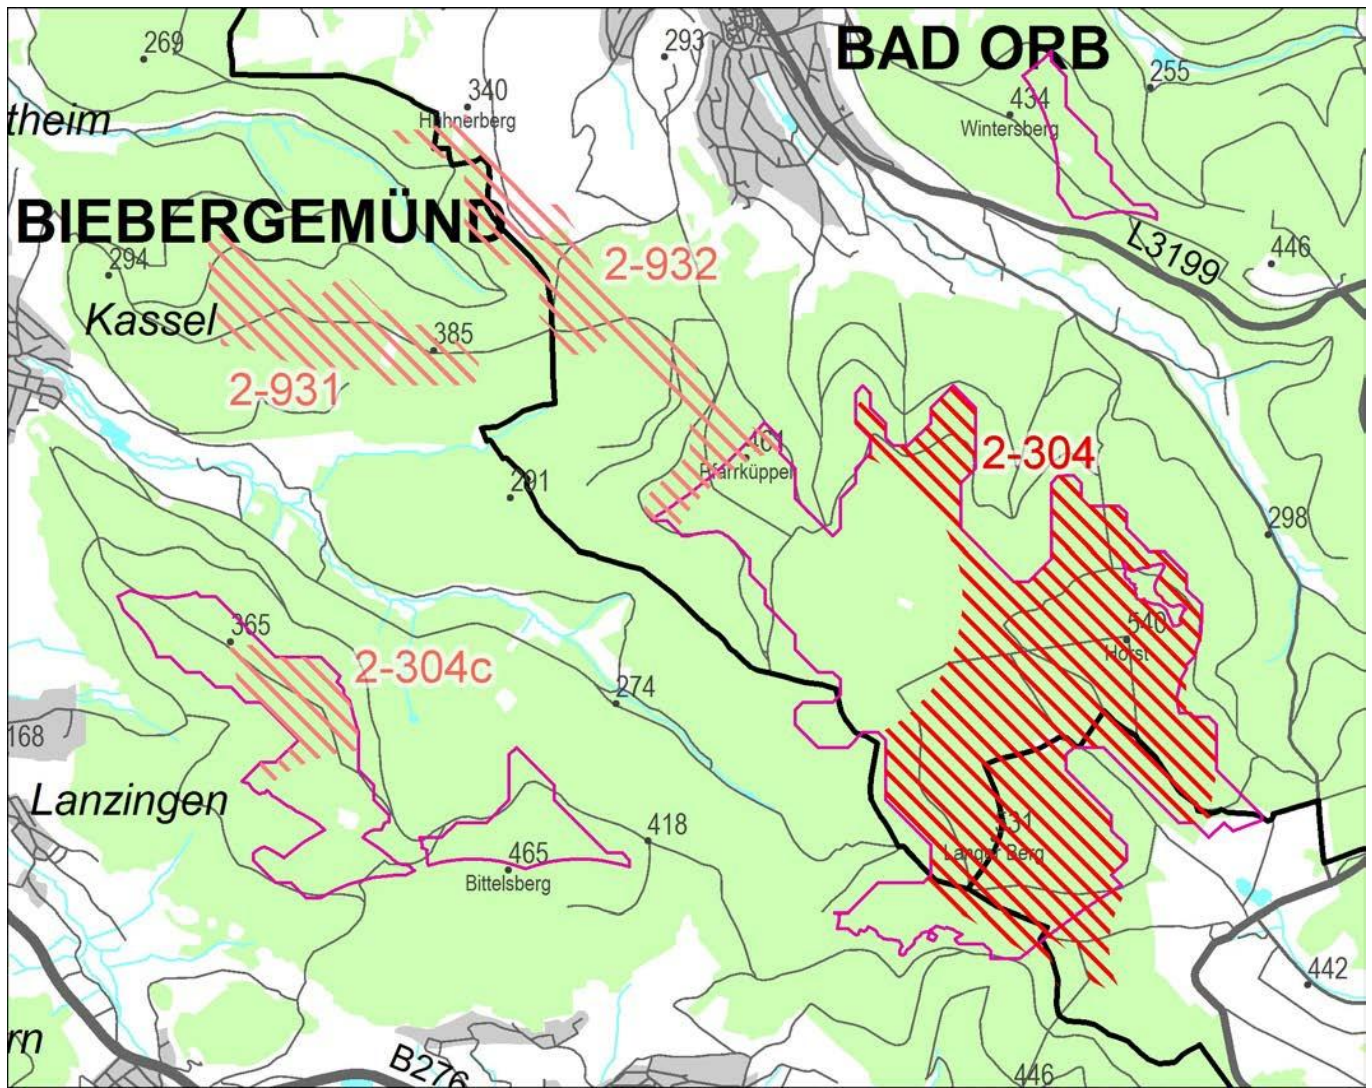 BAD ORB
269
293
255
340
Hühnerberg
434
Wintersberg
theim
BIEBERGEMÜND
294
2-932
L3199
446
Kassel
385
2-931
461
Pfarrküppel
2-304
291
298
365
2-304c
540
Horst
274
168
Lanzingen
418
531
Langer Berg
465
Bittelsberg
442
rn
B276
446